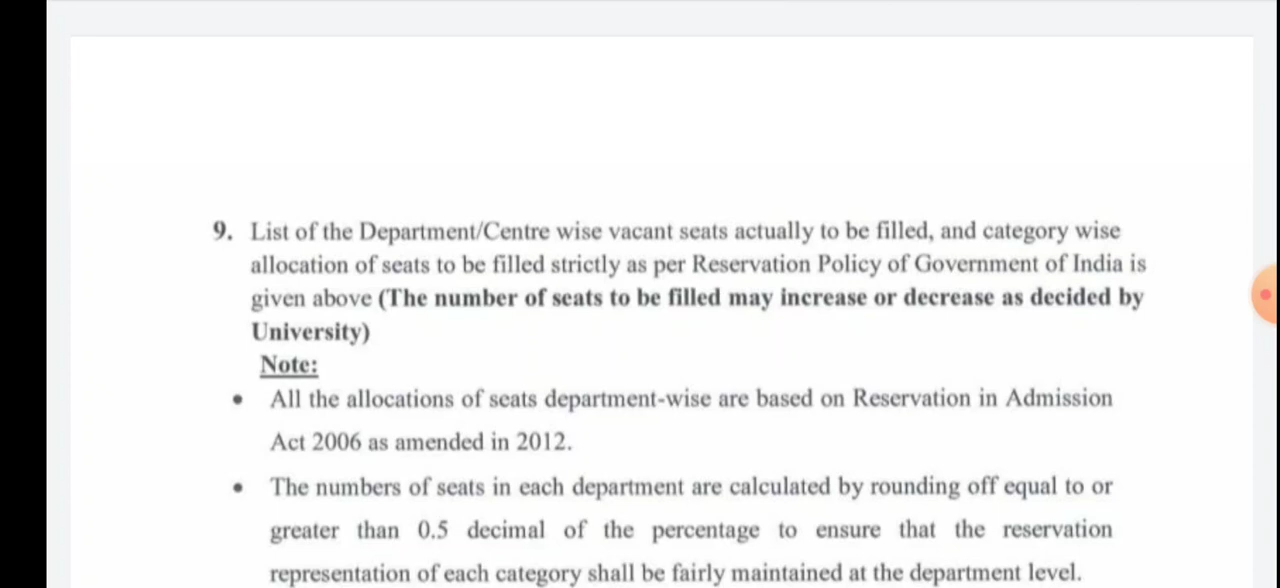 9. List of the Department/Centre wise vacant seats actually to be filled, and category wise
allocation of seats to be filled strictly as per Reservation Policy of Government of India is
given above (The number of seats to be filled may increase or decrease as decided by
University)
Note:
• All the allocations of seats department-wise are based on Reservation in Admission
Act 2006 as amended in 2012.
• The numbers of seats in each department are calculated by rounding off equal to or
greater than 0.5 decimal of the percentage to ensure that the reservation
representation of each category shall be fairly maintained at the department level.